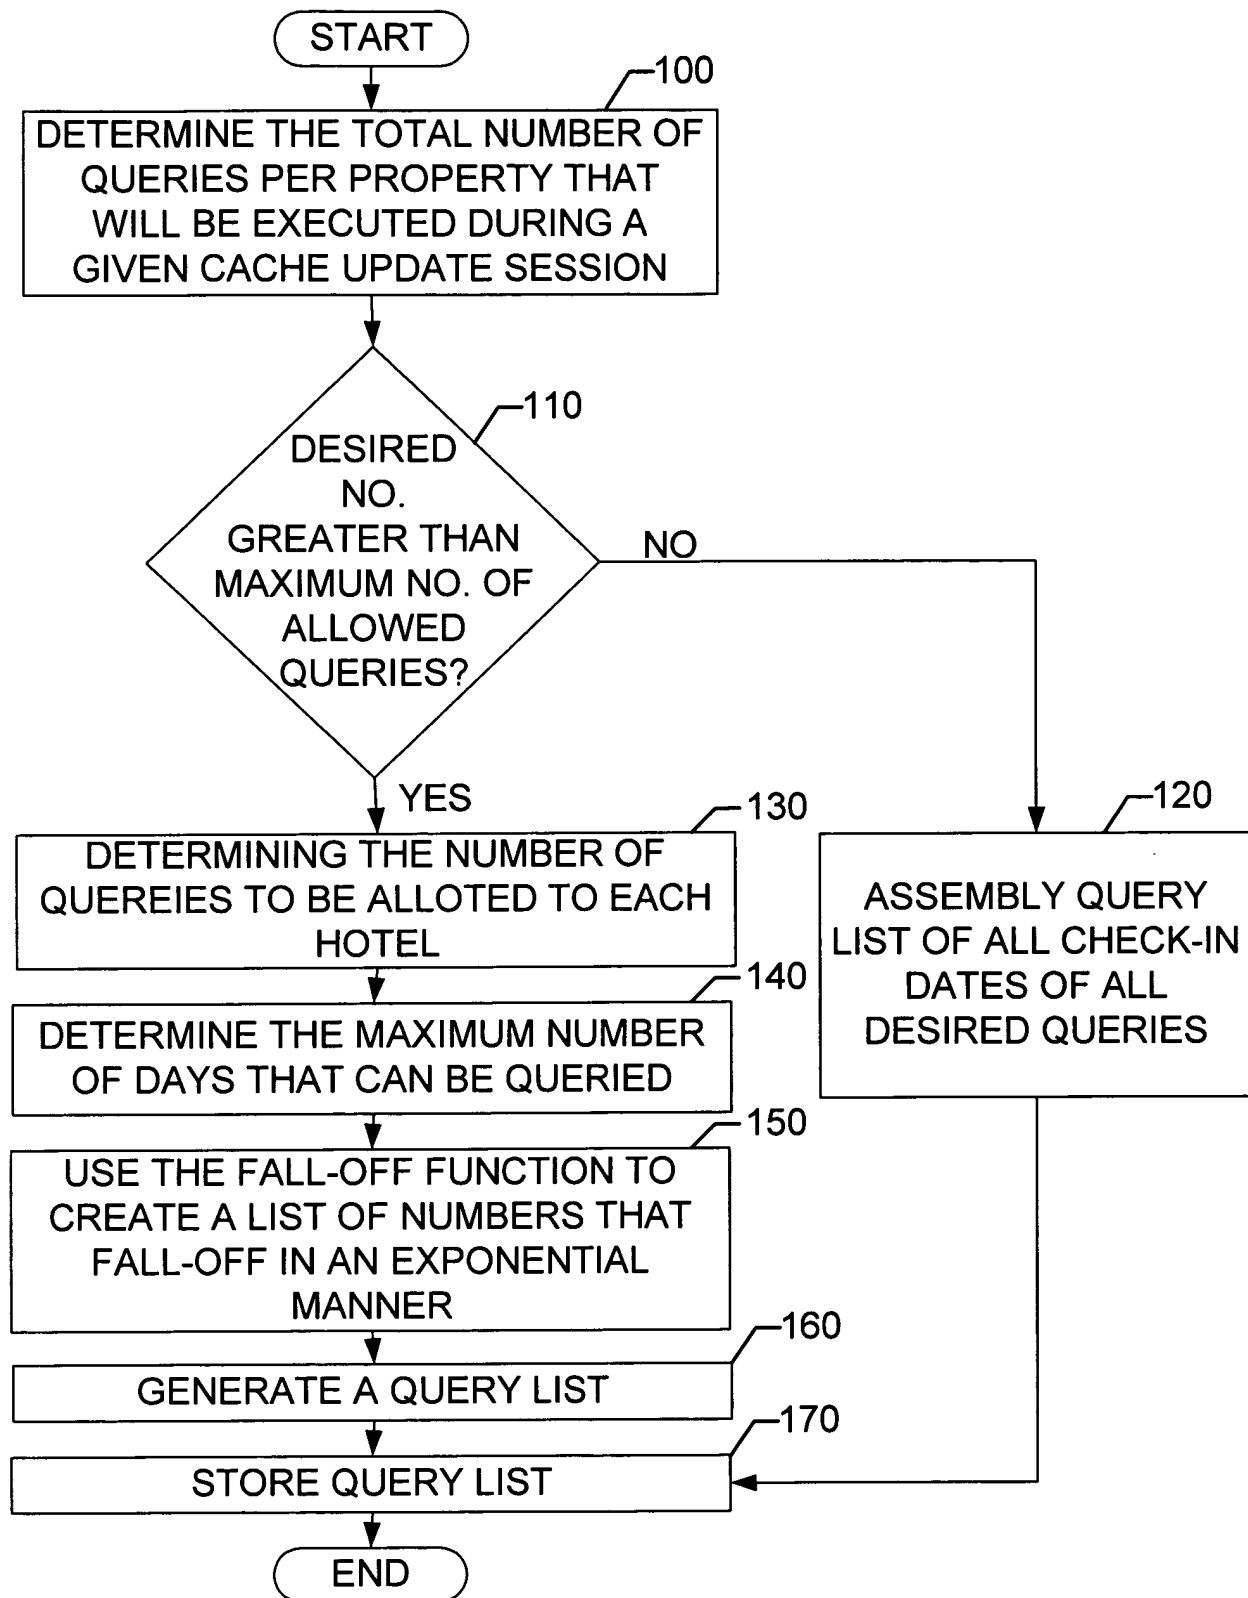 START
100
DETERMINE THE TOTAL NUMBER OF
QUERIES PER PROPERTY THAT
WILL BE EXECUTED DURING A
GIVEN CACHE UPDATE SESSION
110
DESIRED
NO.
GREATER THAN
MAXIMUM NO. OF
ALLOWED
QUERIES?
NO
YES
130
DETERMINING THE NUMBER OF
QUEREIES TO BE ALLOTED TO EACH
HOTEL
120
ASSEMBLY QUERY
LIST OF ALL CHECK-IN
DATES OF ALL
DESIRED QUERIES
140
DETERMINE THE MAXIMUM NUMBER
OF DAYS THAT CAN BE QUERIED
150
USE THE FALL-OFF FUNCTION TO
CREATE A LIST OF NUMBERS THAT
FALL-OFF IN AN EXPONENTIAL
MANNER
160
GENERATE A QUERY LIST
170
STORE QUERY LIST
END